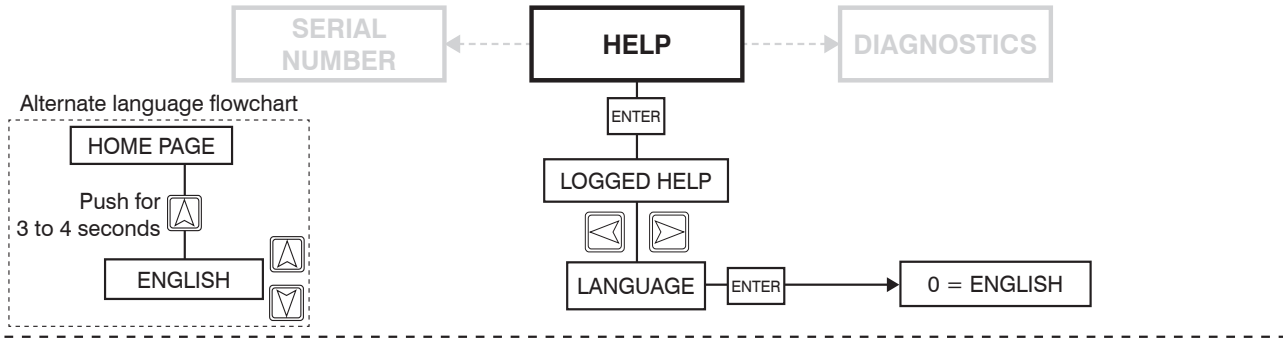 SERIAL
NUMBER
HELP
DIAGNOSTICS
Alternate language flowchart
HOME PAGE
Push for
3 to 4 seconds
ENGLISH
ENTER
LOGGED HELP
LANGUAGE
ENTER
0 = ENGLISH